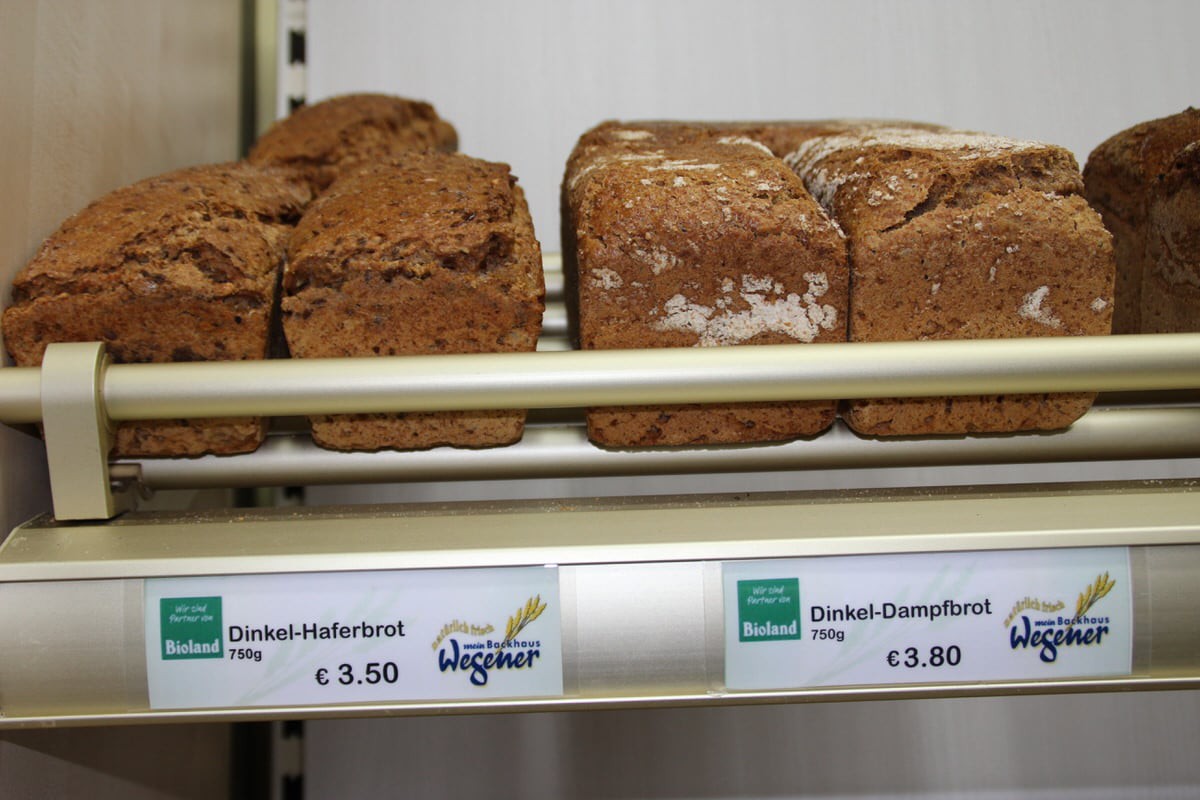 Wir sind
Partner von
Bioland
Dinkel-Haferbrot
750g
€ 3.50
natürlich frisch
mein Backhaus
Wegener
Wir sind
Partner von
Bioland
Dinkel-Dampfbrot
750g
€ 3.80
natürlich frisch
mein Backhaus
Wegener